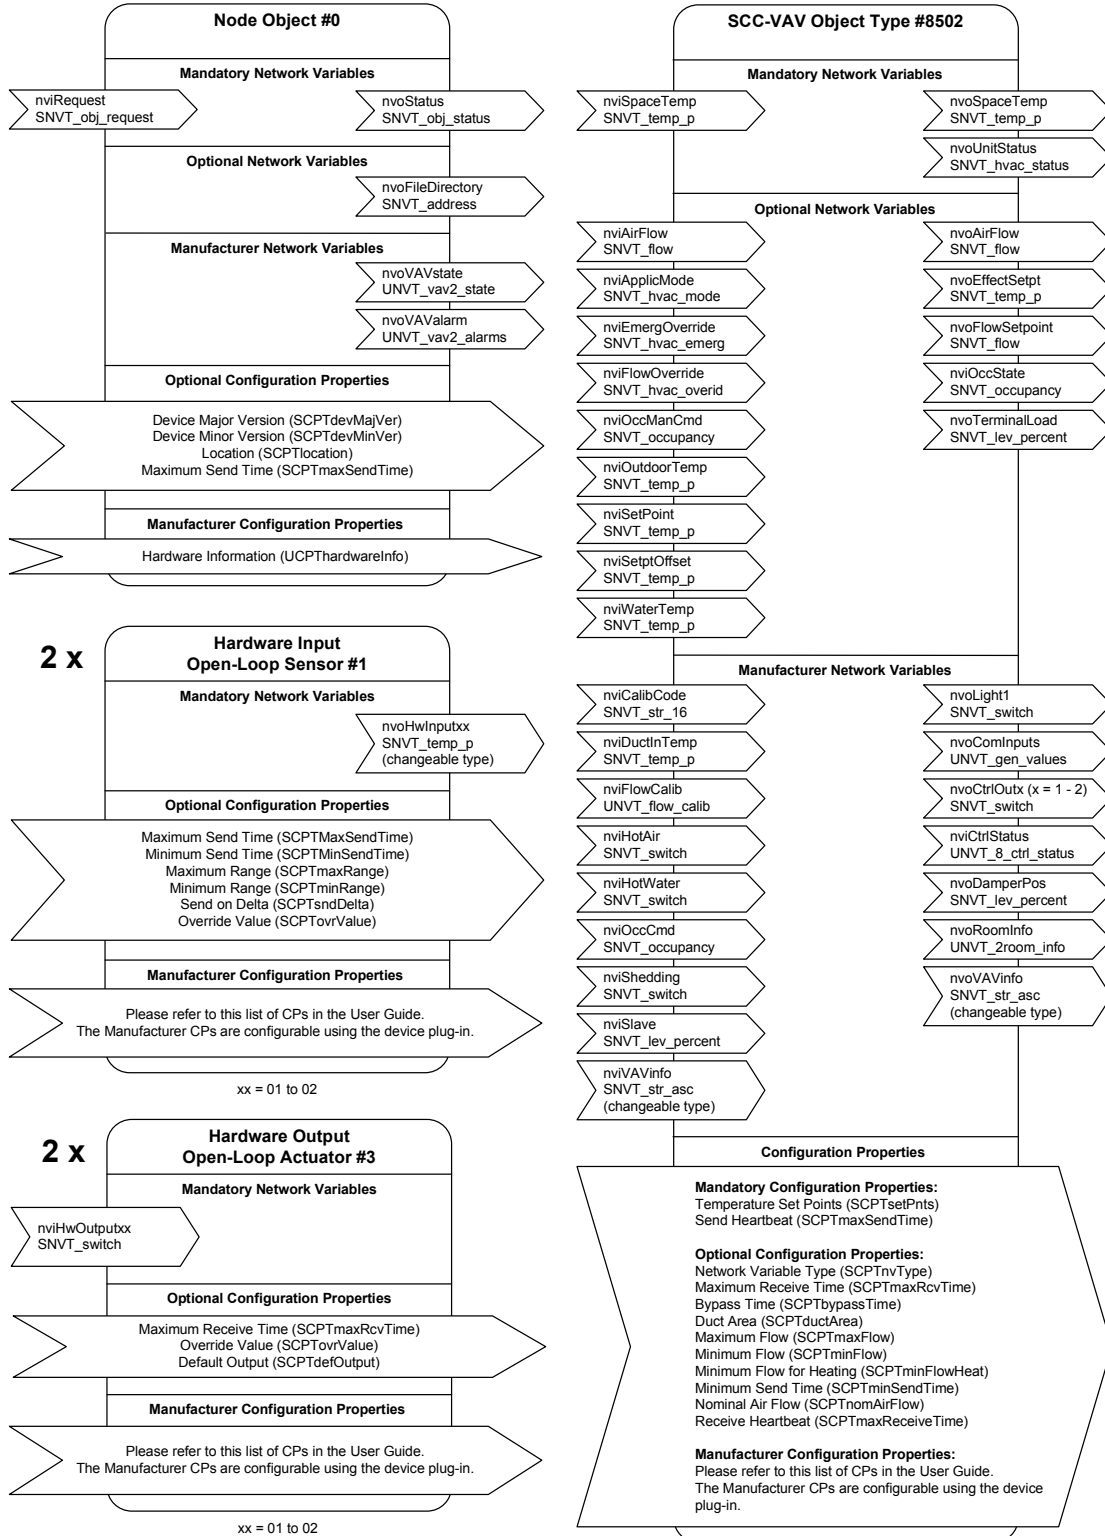 Node Object #0
Mandatory Network Variables
nviRequest
SNVT_obj_request
nvoStatus
SNVT_obj_status
Optional Network Variables
nvoFileDirectory
SNVT_address
Manufacturer Network Variables
nvoVAVstate
UNVT_vav2_state
nvoVAValarm
UNVT_vav2_alarms
Optional Configuration Properties
Device Major Version (SCPTdevMajVer)
Device Minor Version (SCPTdevMinVer)
Location (SCPTlocation)
Maximum Send Time (SCPTmaxSendTime)
Manufacturer Configuration Properties
Hardware Information (UCPThardwareInfo)
2 x
Hardware Input
Open-Loop Sensor #1
Mandatory Network Variables
nvoHwInputxx
SNVT_temp_p
(changeable type)
Optional Configuration Properties
Maximum Send Time (SCPTMaxSendTime)
Minimum Send Time (SCPTMinSendTime)
Maximum Range (SCPTmaxRange)
Minimum Range (SCPTminRange)
Send on Delta (SCPTsndDelta)
Override Value (SCPTovrValue)
Manufacturer Configuration Properties
Please refer to this list of CPs in the User Guide.
The Manufacturer CPs are configurable using the device plug-in.
xx = 01 to 02
2 x
Hardware Output
Open-Loop Actuator #3
Mandatory Network Variables
nviHwOutputxx
SNVT_switch
Optional Configuration Properties
Maximum Receive Time (SCPTmaxRcvTime)
Override Value (SCPTovrValue)
Default Output (SCPTdefOutput)
Manufacturer Configuration Properties
Please refer to this list of CPs in the User Guide.
The Manufacturer CPs are configurable using the device plug-in.
xx = 01 to 02
SCC-VAV Object Type #8502
Mandatory Network Variables
nviSpaceTemp
SNVT_temp_p
nvoSpaceTemp
SNVT_temp_p
nvoUnitStatus
SNVT_hvac_status
Optional Network Variables
nviAirFlow
SNVT_flow
nviApplicMode
SNVT_hvac_mode
nviEmergOverride
SNVT_hvac_emerg
nviFlowOverride
SNVT_hvac_overid
nviOccManCmd
SNVT_occupancy
nviOutdoorTemp
SNVT_temp_p
nviSetPoint
SNVT_temp_p
nviSetptOffset
SNVT_temp_p
nviWaterTemp
SNVT_temp_p
nvoAirFlow
SNVT_flow
nvoEffectSetpt
SNVT_temp_p
nvoFlowSetpoint
SNVT_flow
nviOccState
SNVT_occupancy
nvoTerminalLoad
SNVT_lev_percent
Manufacturer Network Variables
nviCalibCode
SNVT_str_16
nviDuctInTemp
SNVT_temp_p
nviFlowCalib
UNVT_flow_calib
nviHotAir
SNVT_switch
nviHotWater
SNVT_switch
nviOccCmd
SNVT_occupancy
nviShedding
SNVT_switch
nviSlave
SNVT_lev_percent
nviVAVinfo
SNVT_str_asc
(changeable type)
nvoLight1
SNVT_switch
nvoComInputs
UNVT_gen_values
nvoCtrlOutx (x = 1 - 2)
SNVT_switch
nviCtrlStatus
UNVT_8_ctrl_status
nvoDamperPos
SNVT_lev_percent
nvoRoomInfo
UNVT_2room_info
nvoVAVinfo
SNVT_str_asc
(changeable type)
Configuration Properties
Mandatory Configuration Properties:
Temperature Set Points (SCPTsetPnts)
Send Heartbeat (SCPTmaxSendTime)
Optional Configuration Properties:
Network Variable Type (SCPTnvType)
Maximum Receive Time (SCPTmaxRcvTime)
Bypass Time (SCPTbypassTime)
Duct Area (SCPTductArea)
Maximum Flow (SCPTmaxFlow)
Minimum Flow (SCPTminFlow)
Minimum Flow for Heating (SCPTminFlowHeat)
Minimum Send Time (SCPTminSendTime)
Nominal Air Flow (SCPTnomAirFlow)
Receive Heartbeat (SCPTmaxReceiveTime)
Manufacturer Configuration Properties:
Please refer to this list of CPs in the User Guide.
The Manufacturer CPs are configurable using the device
plug-in.